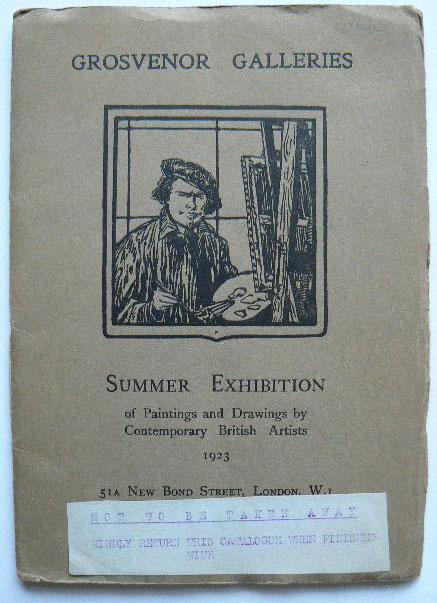 GROSVENOR GALLERIES
SUMMER EXHIBITION
of Paintings and Drawings by
Contemporary British Artists
1923
51A NEW BOND STREET, LONDON, W.1
NOT TO BE TAKEN AWAY
KINDLY RETURN THIS CATALOGUE WHEN FINISHED
WITH